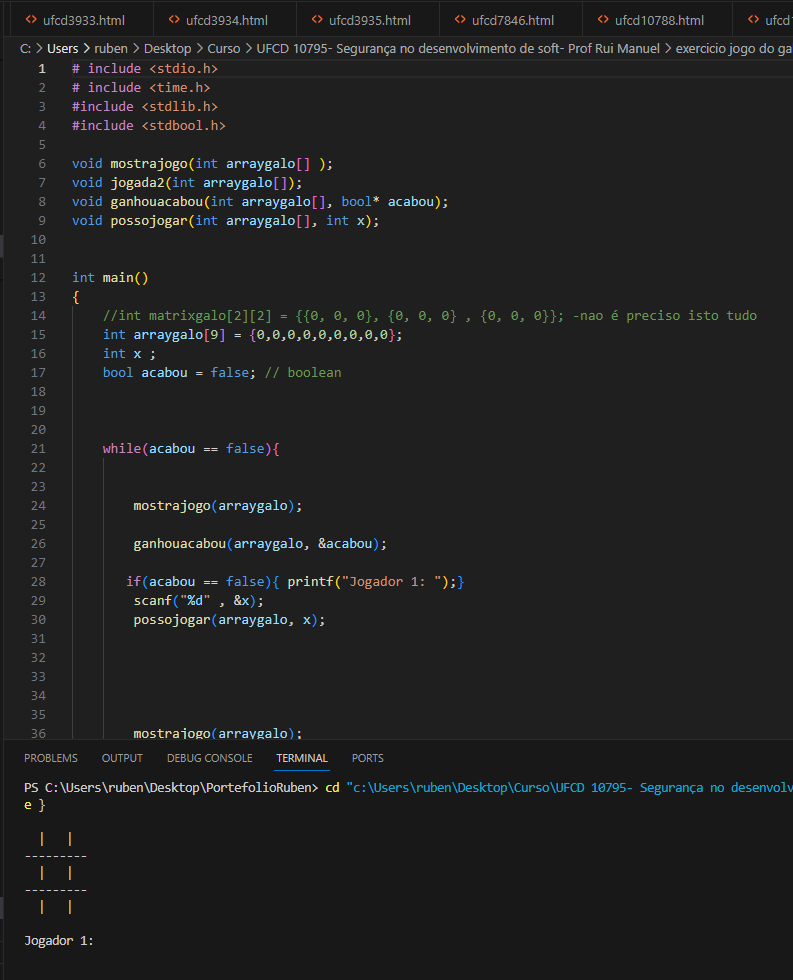 <> ufcd3933.html <> ufcd3934.html <> ufcd3935.html <> ufcd7846.html <> ufcd10788.html <> ufcd
C: > Users > ruben > Desktop > Curso > UFCD 10795- Segurança no desenvolvimento de soft- Prof Rui Manuel > exercicio jogo do ga
1 # include <stdio.h>
2 # include <time.h>
3 #include <stdlib.h>
4 #include <stdbool.h>
5
6 void mostrajogo(int arraygalo[] );
7 void jogada2(int arraygalo[]);
8 void ganhouacabou(int arraygalo[], bool* acabou);
9 void possojogar(int arraygalo[], int x);
10
11
12 int main()
13 {
14 //int matrixgalo[2][2] = {{0, 0, 0}, {0, 0, 0} , {0, 0, 0}}; -nao é preciso isto tudo
15 int arraygalo[9] = {0,0,0,0,0,0,0,0,0};
16 int x ;
17 bool acabou = false; // boolean
18
19
20
21 while(acabou == false){
22
23
24 mostrajogo(arraygalo);
25
26 ganhouacabou(arraygalo, &acabou);
27
28 if(acabou == false){ printf("Jogador 1: ");}
29 scanf("%d" , &x);
30 possojogar(arraygalo, x);
31
32
33
34
35
36 mostrajogo(arraygalo);
PROBLEMS OUTPUT DEBUG CONSOLE TERMINAL PORTS
PS C:\Users\ruben\Desktop\PortefolioRuben> cd "c:\Users\ruben\Desktop\Curso\UFCD 10795- Segurança no desenvolv
e }
| |
---------
| |
---------
| |
Jogador 1: